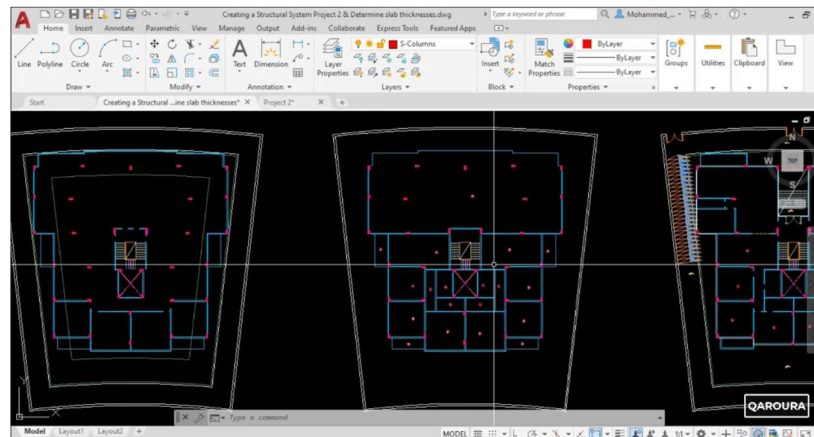 Creating a Structural System Project 2 & Determine slab thicknesses.dwg
Type a keyword or phrase
Mohammed_...
Home Insert Annotate Parametric View Manage Output Add-ins Collaborate Express Tools Featured Apps
S-Columns
ByLayer
ByLayer
ByLayer
Line Polyline Circle Arc
Text Dimension
Layer Properties
Insert
Match Properties
Groups
Utilities
Clipboard
View
Draw
Modify
Annotation
Layers
Block
Properties
Start
Creating a Structural ...ine slab thicknesses*
Project 2*
N
W
TOP
S
Y
X
Type a command
QAROURA
Model Layout1 Layout2
MODEL
1:1